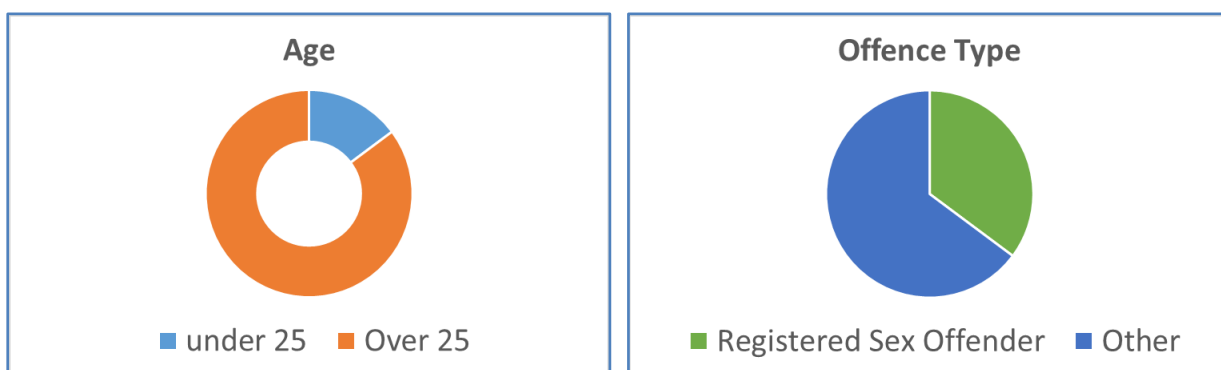 Age
under 25 Over 25
Offence Type
Registered Sex Offender Other